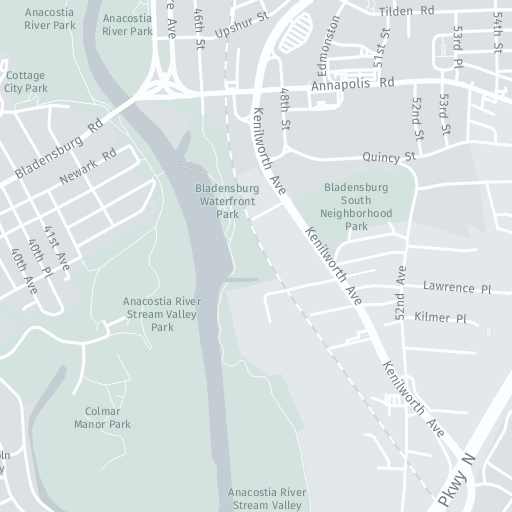 Anacostia
River Park
Anacostia
River Park
re Ave
46th St
Upshur St
Edmonston
Tilden Rd
51st St
53rd Pl
54th St
Cottage
City Park
Annapolis Rd
48th St
52nd St
53rd St
Bladensburg Rd
Newark Rd
Kenilworth Ave
Quincy St
Bladensburg
Waterfront
Park
Bladensburg
South
Neighborhood
Park
41st Ave
40th Pl
40th Ave
Kenilworth Ave
52nd Ave
Lawrence Pl
Kilmer Pl
Anacostia River
Stream Valley
Park
Kenilworth Ave
Colmar
Manor Park
oln
y
Pkwy N
Anacostia River
Stream Valley